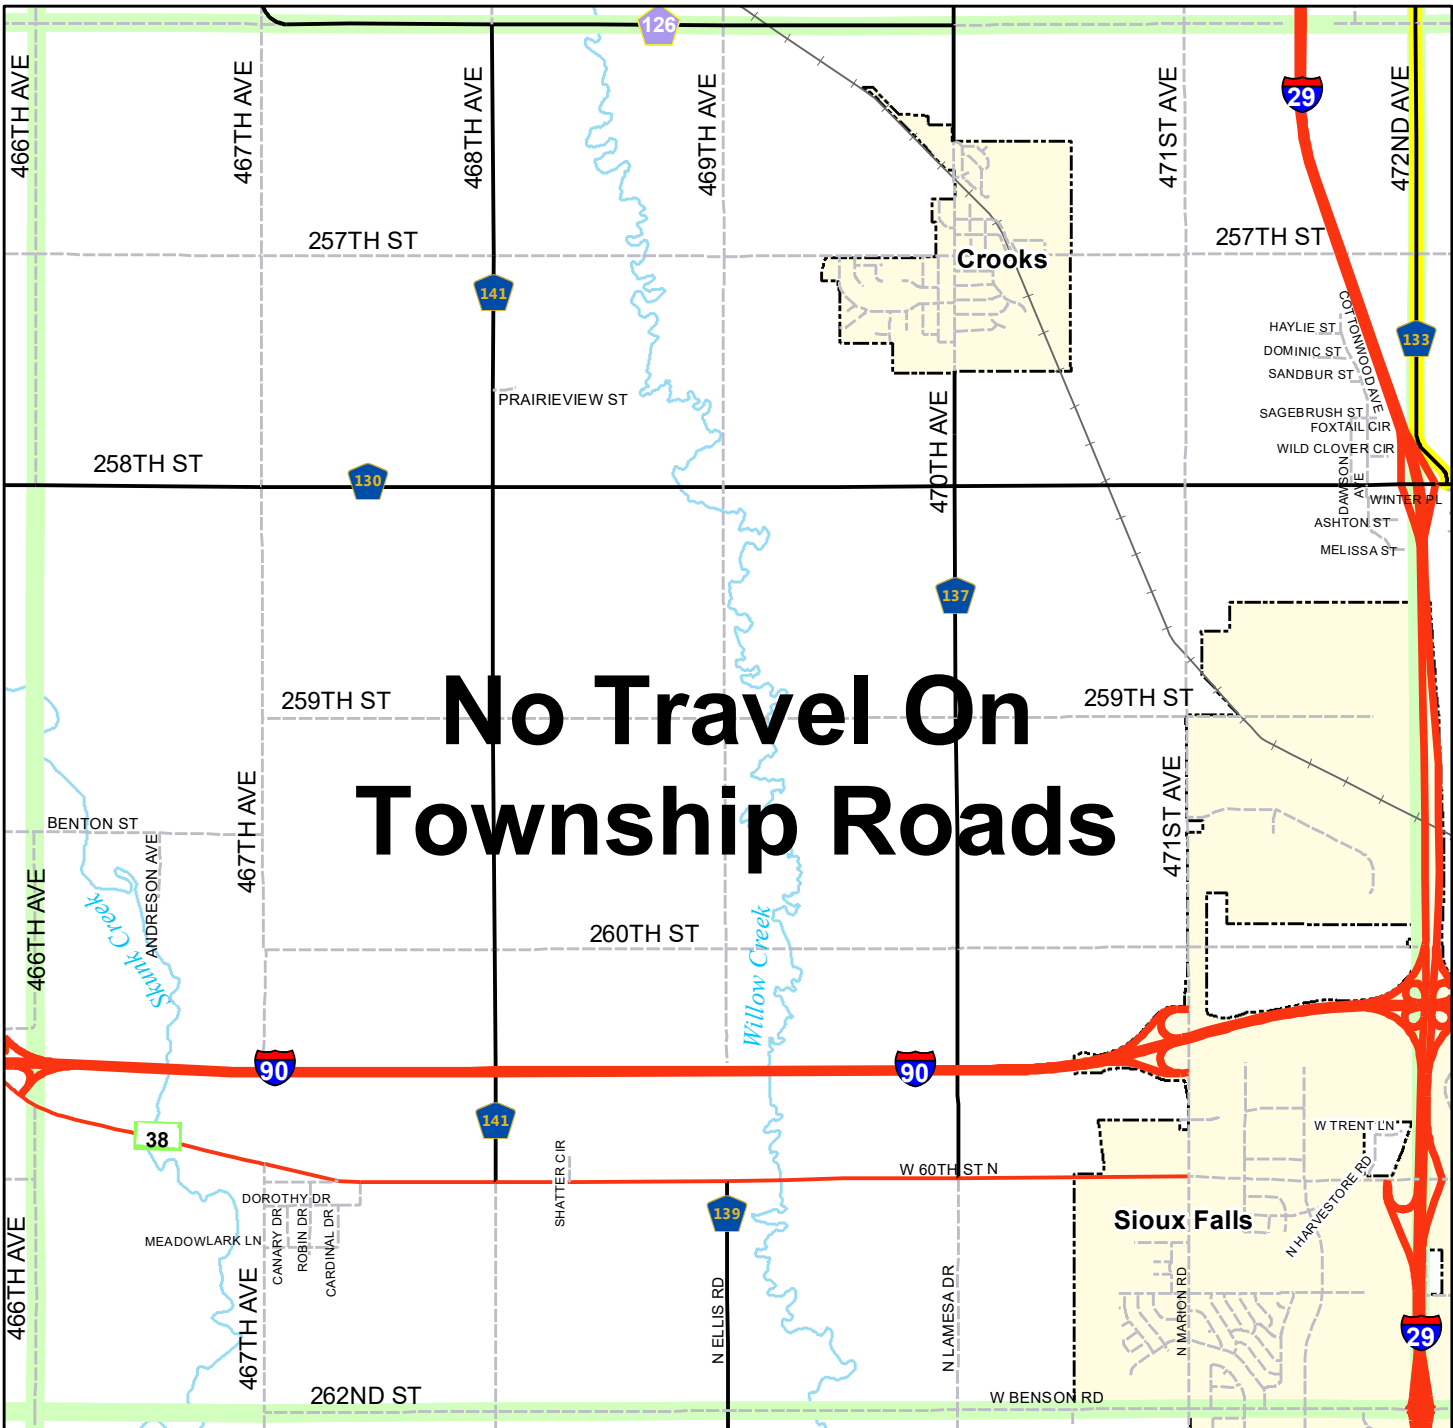 126
29
466TH AVE
467TH AVE
468TH AVE
469TH AVE
471ST AVE
472ND AVE
257TH ST
257TH ST
Crooks
141
133
COTTONWOOD AVE
HAYLIE ST
DOMINIC ST
SANDBUR ST
PRAIRIEVIEW ST
SAGEBRUSH ST
FOXTAIL CIR
WILD CLOVER CIR
470TH AVE
258TH ST
130
DAWSON
AVE
WINTER PL
ASHTON ST
MELISSA ST
137
259TH ST
259TH ST
No Travel On
Township Roads
467TH AVE
471ST AVE
BENTON ST
ANDRESON AVE
466TH AVE
Skunk Creek
260TH ST
Willow Creek
90
90
141
38
W TRENT LN
SHATTER CIR
W 60TH ST N
N HARVESTORE RD
DOROTHY DR
139
Sioux Falls
MEADOWLARK LN
CANARY DR
ROBIN DR
CARDINAL DR
466TH AVE
467TH AVE
N ELLIS RD
N LAMESA DR
N MARION RD
29
262ND ST
W BENSON RD